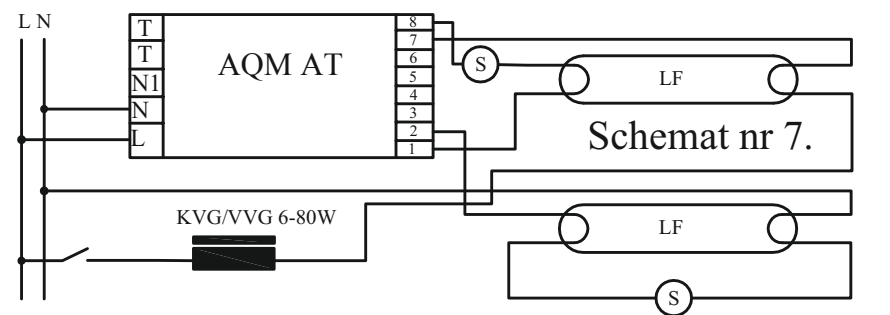 L N
T
T
N1
N
L
AQM AT
8
7
6
5
4
3
2
1
S
LF
Schemat nr 7.
KVG/VVG 6-80W
LF
S